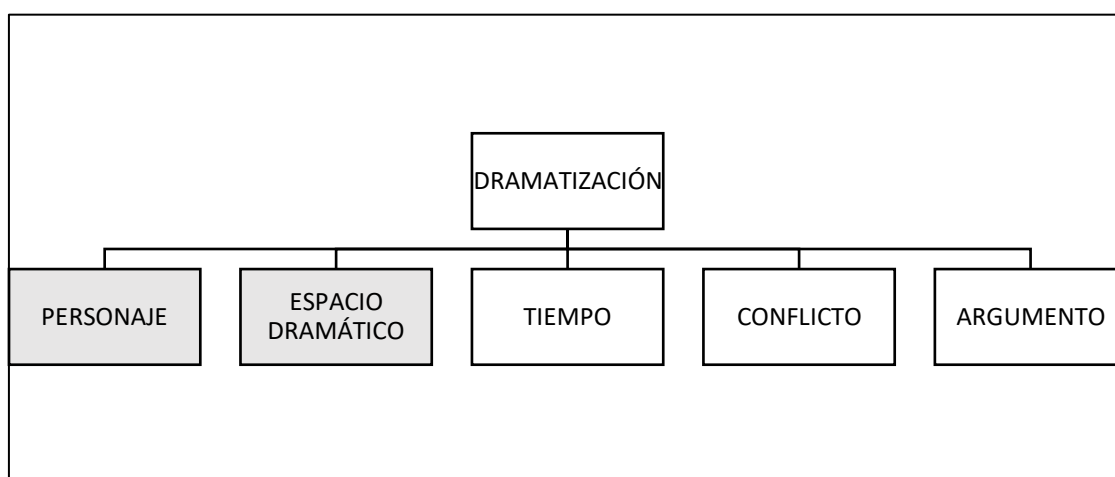 DRAMATIZACIÓN
PERSONAJE
ESPACIO
DRAMÁTICO
TIEMPO
CONFLICTO
ARGUMENTO